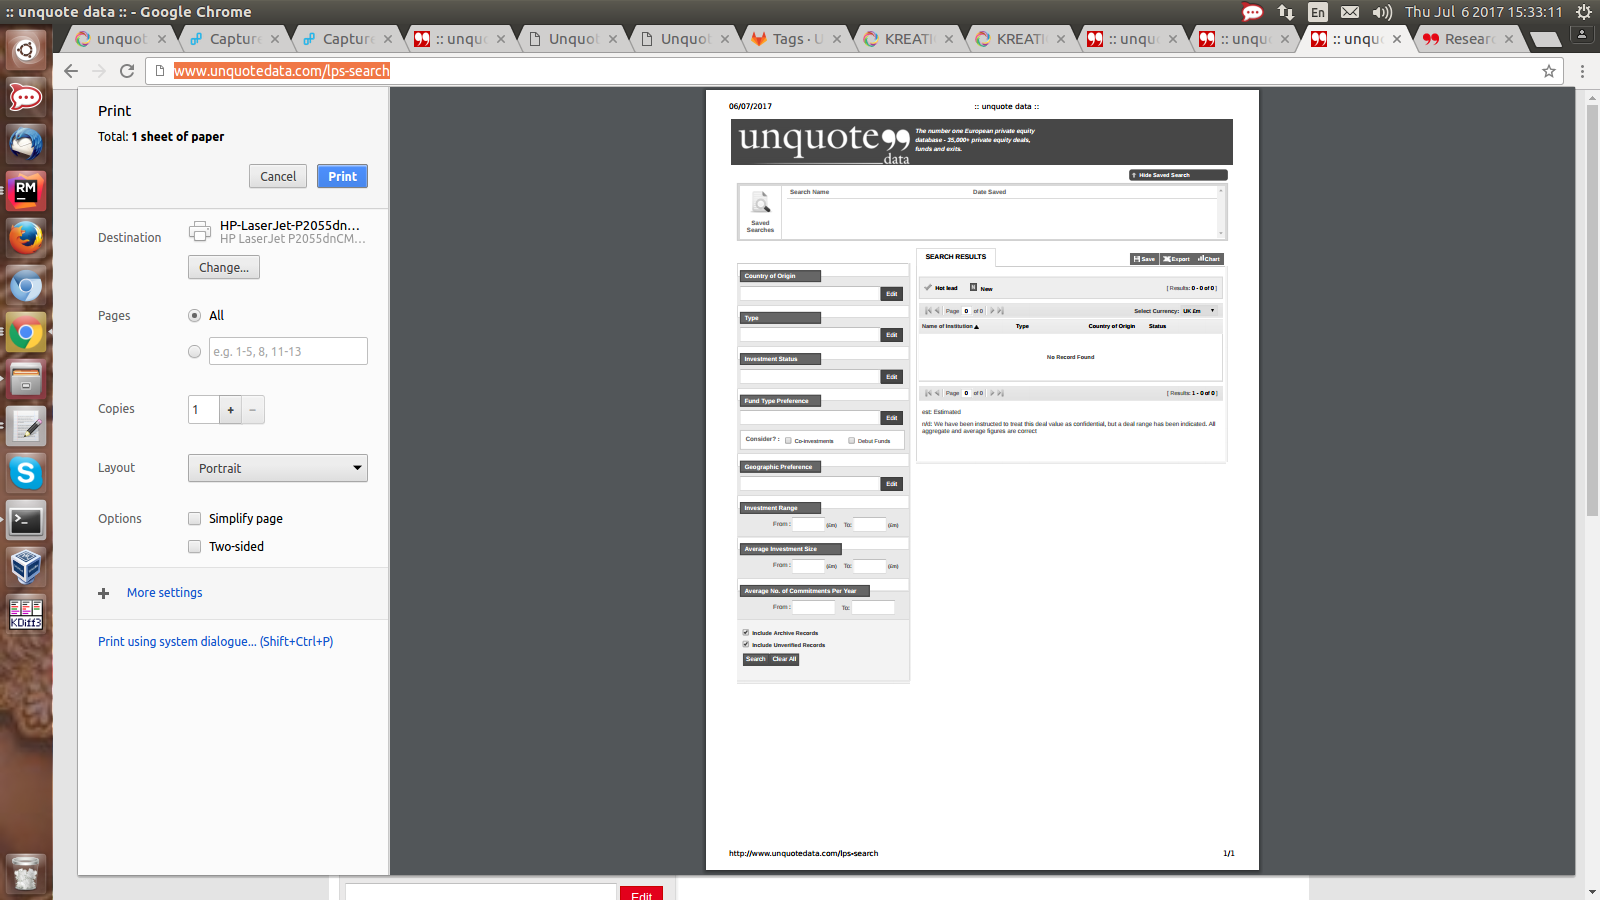 :: unquote data :: - Google Chrome
En
Thu Jul 6 2017 15:33:11
unquot
Capture
Capture
:: unqu
Unquot
Unquot
Tags · U
KREATI
KREATI
:: unqu
:: unqu
:: unqu
Resear
www.unquotedata.com/lps-search
Print
Total: 1 sheet of paper
Cancel
Print
Destination
HP-LaserJet-P2055dn...
HP LaserJet P2055dnCM...
Change...
Pages
All
e.g. 1-5, 8, 11-13
Copies
1
+
−
Layout
Portrait
Options
Simplify page
Two-sided
+ More settings
Print using system dialogue... (Shift+Ctrl+P)
RM
KDiff3
06/07/2017
:: unquote data ::
unquote
data
The number one European private equity
database - 35,000+ private equity deals,
funds and exits.
Hide Saved Search
Saved
Searches
Search Name
Date Saved
Country of Origin
Edit
Type
Edit
Investment Status
Edit
Fund Type Preference
Edit
Consider? :
Co-investments
Debut Funds
Geographic Preference
Edit
Investment Range
From : (£m) To: (£m)
Average Investment Size
From : (£m) To: (£m)
Average No. of Commitments Per Year
From : To:
Include Archive Records
Include Unverified Records
Search
Clear All
SEARCH RESULTS
Save
Export
Chart
Hot lead
N
New
[ Results: 0 - 0 of 0 ]
Page 0 of 0
Select Currency: UK £m
Name of Institution
Type
Country of Origin
Status
No Record Found
Page 0 of 0
[ Results: 1 - 0 of 0 ]
est: Estimated
n/d: We have been instructed to treat this deal value as confidential, but a deal range has been indicated. All
aggregate and average figures are correct
http://www.unquotedata.com/lps-search
1/1
Edit